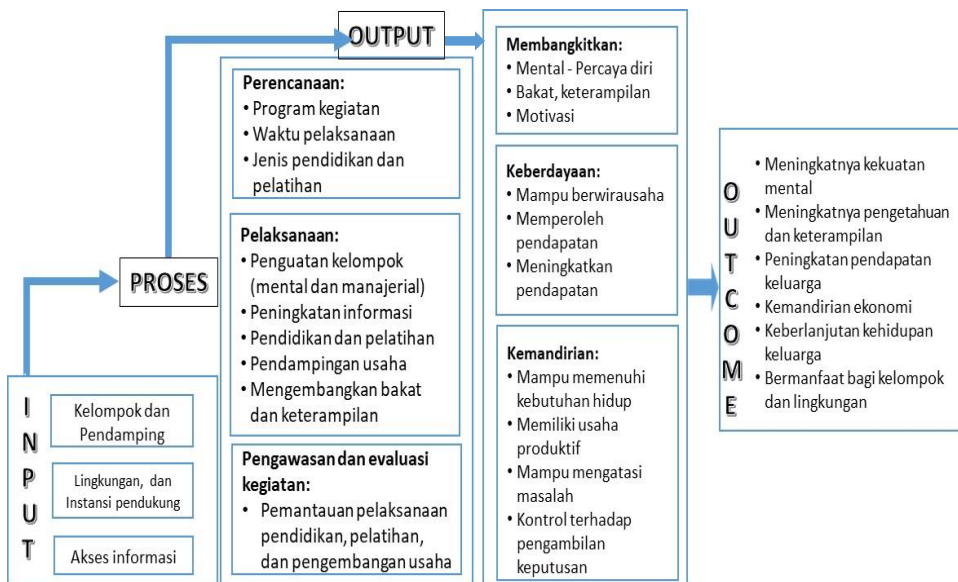 INPUT
Kelompok dan
Pendamping
Lingkungan, dan
Instansi pendukung
Akses informasi
PROSES
Perencanaan:
• Program kegiatan
• Waktu pelaksanaan
• Jenis pendidikan dan
pelatihan
Pelaksanaan:
• Penguatan kelompok
(mental dan manajerial)
• Peningkatan informasi
• Pendidikan dan pelatihan
• Pendampingan usaha
• Mengembangkan bakat
dan keterampilan
Pengawasan dan evaluasi
kegiatan:
• Pemantauan pelaksanaan
pendidikan, pelatihan,
dan pengembangan usaha
OUTPUT
Membangkitkan:
• Mental - Percaya diri
• Bakat, keterampilan
• Motivasi
Keberdayaan:
• Mampu berwirausaha
• Memperoleh
pendapatan
• Meningkatkan
pendapatan
Kemandirian:
• Mampu memenuhi
kebutuhan hidup
• Memiliki usaha
produktif
• Mampu mengatasi
masalah
• Kontrol terhadap
pengambilan
keputusan
OUTCOME
• Meningkatnya kekuatan
mental
• Meningkatnya pengetahuan
dan keterampilan
• Peningkatan pendapatan
keluarga
• Kemandirian ekonomi
• Keberlanjutan kehidupan
keluarga
• Bermanfaat bagi kelompok
dan lingkungan